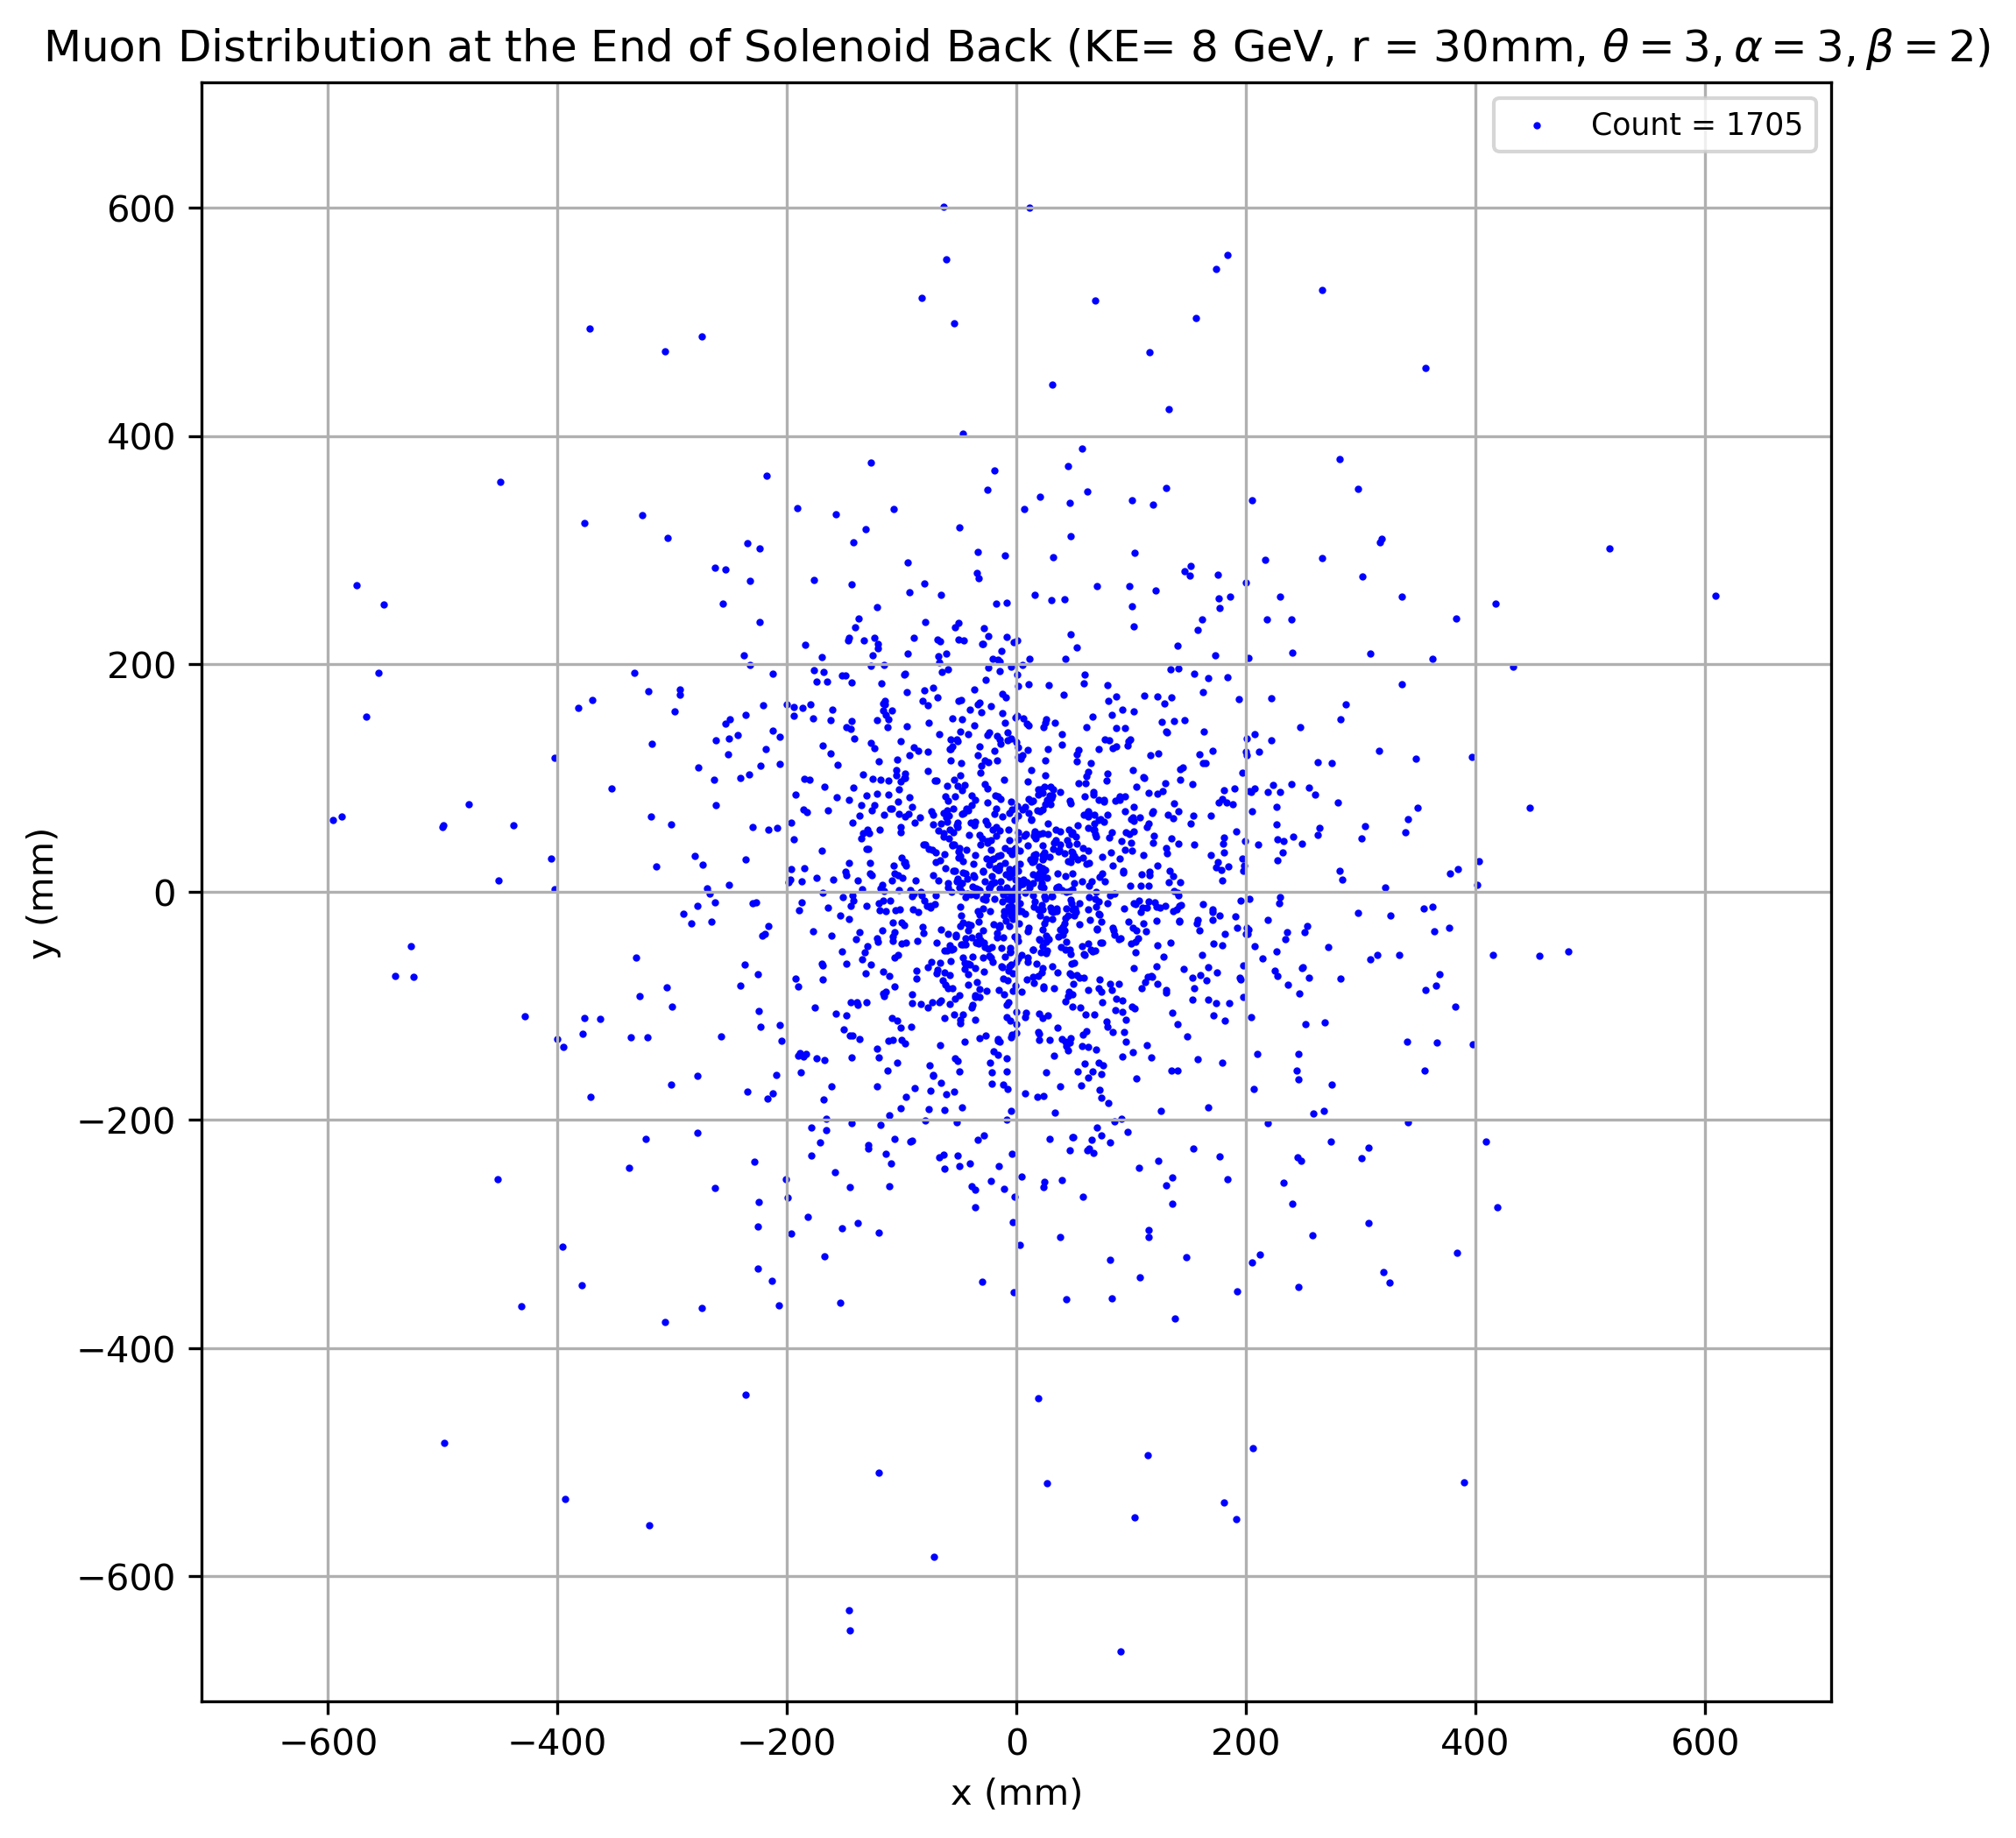 Muon Distribution at the End of Solenoid Back (KE= 8 GeV, r = 30mm, θ = 3, α = 3, β = 2)
Count = 1705
600
400
200
0
−200
−400
−600
y (mm)
−600 −400 −200 0 200 400 600
x (mm)